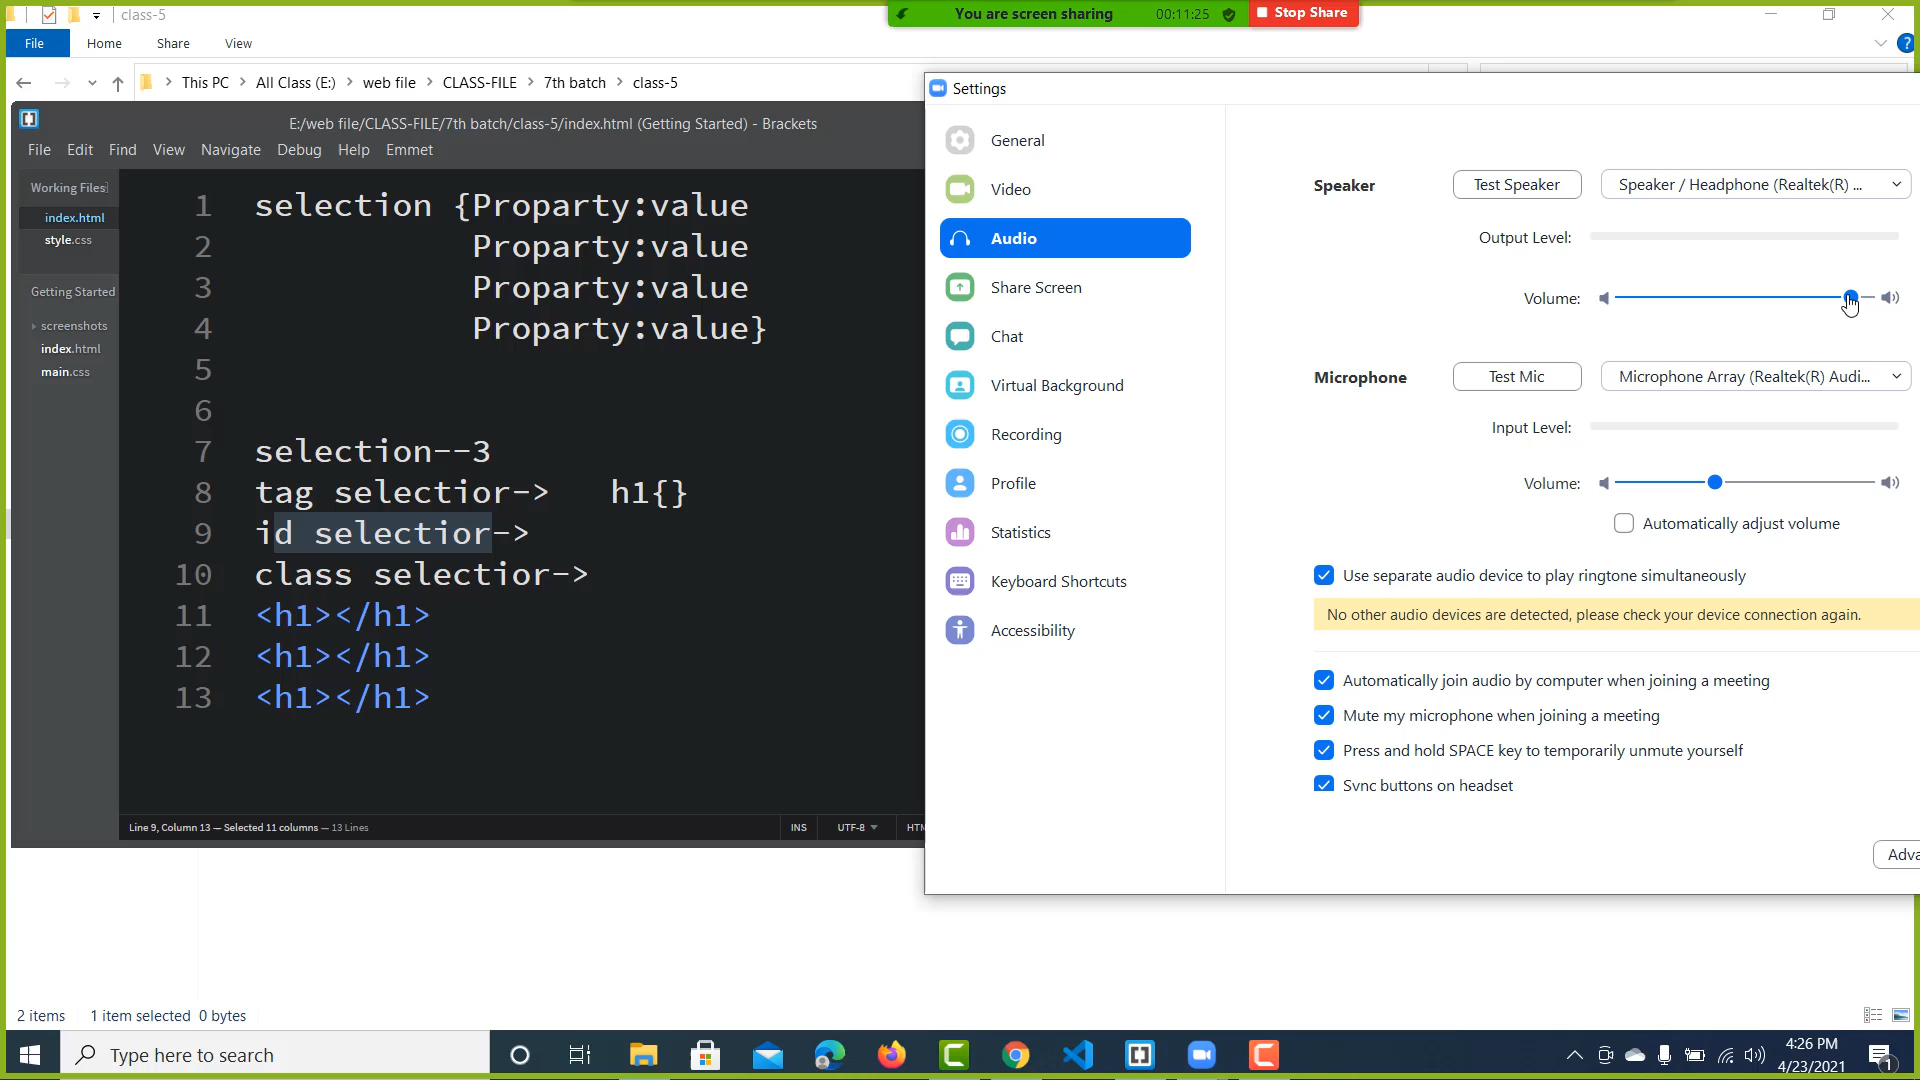 class-5
You are screen sharing 00:11:25 Stop Share
File Home Share View
This PC > All Class (E:) > web file > CLASS-FILE > 7th batch > class-5
E:/web file/CLASS-FILE/7th batch/class-5/index.html (Getting Started) - Brackets
File Edit Find View Navigate Debug Help Emmet
Working Files
index.html
style.css
Getting Started
screenshots
index.html
main.css
1 selection {Proparty:value
2 Proparty:value
3 Proparty:value
4 Proparty:value}
5
6
7 selection--3
8 tag selectior-> h1{}
9 id selectior->
10 class selectior->
11 <h1></h1>
12 <h1></h1>
13 <h1></h1>
Line 9, Column 13 — Selected 11 columns — 13 Lines
INS UTF-8 HTM
Settings
General
Video
Audio
Share Screen
Chat
Virtual Background
Recording
Profile
Statistics
Keyboard Shortcuts
Accessibility
Speaker Test Speaker Speaker / Headphone (Realtek(R) ...
Output Level:
Volume:
Microphone Test Mic Microphone Array (Realtek(R) Audi...
Input Level:
Volume:
Automatically adjust volume
Use separate audio device to play ringtone simultaneously
No other audio devices are detected, please check your device connection again.
Automatically join audio by computer when joining a meeting
Mute my microphone when joining a meeting
Press and hold SPACE key to temporarily unmute yourself
Sync buttons on headset
Adva
2 items 1 item selected 0 bytes
Type here to search
4:26 PM
4/23/2021
1